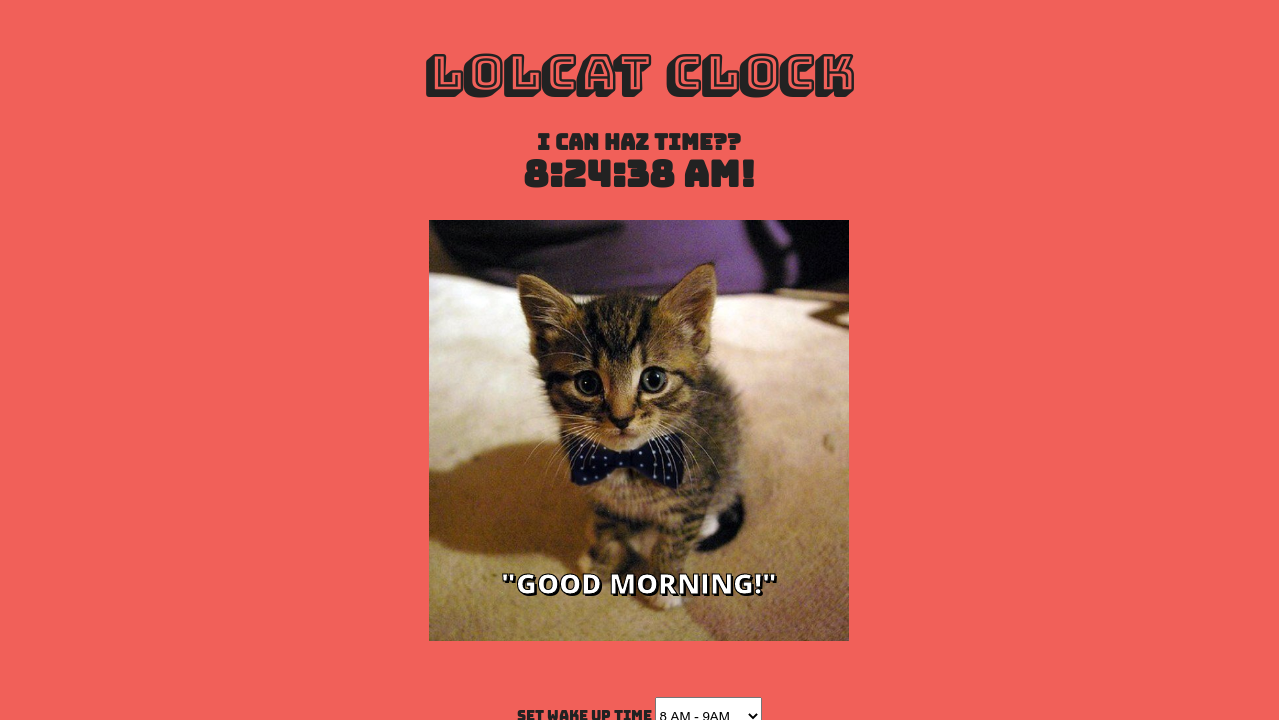 LOLCAT CLOCK
I CAN HAZ TIME??
8:24:38 AM!
"GOOD MORNING!"
SET WAKE UP TIME 8 AM - 9AM